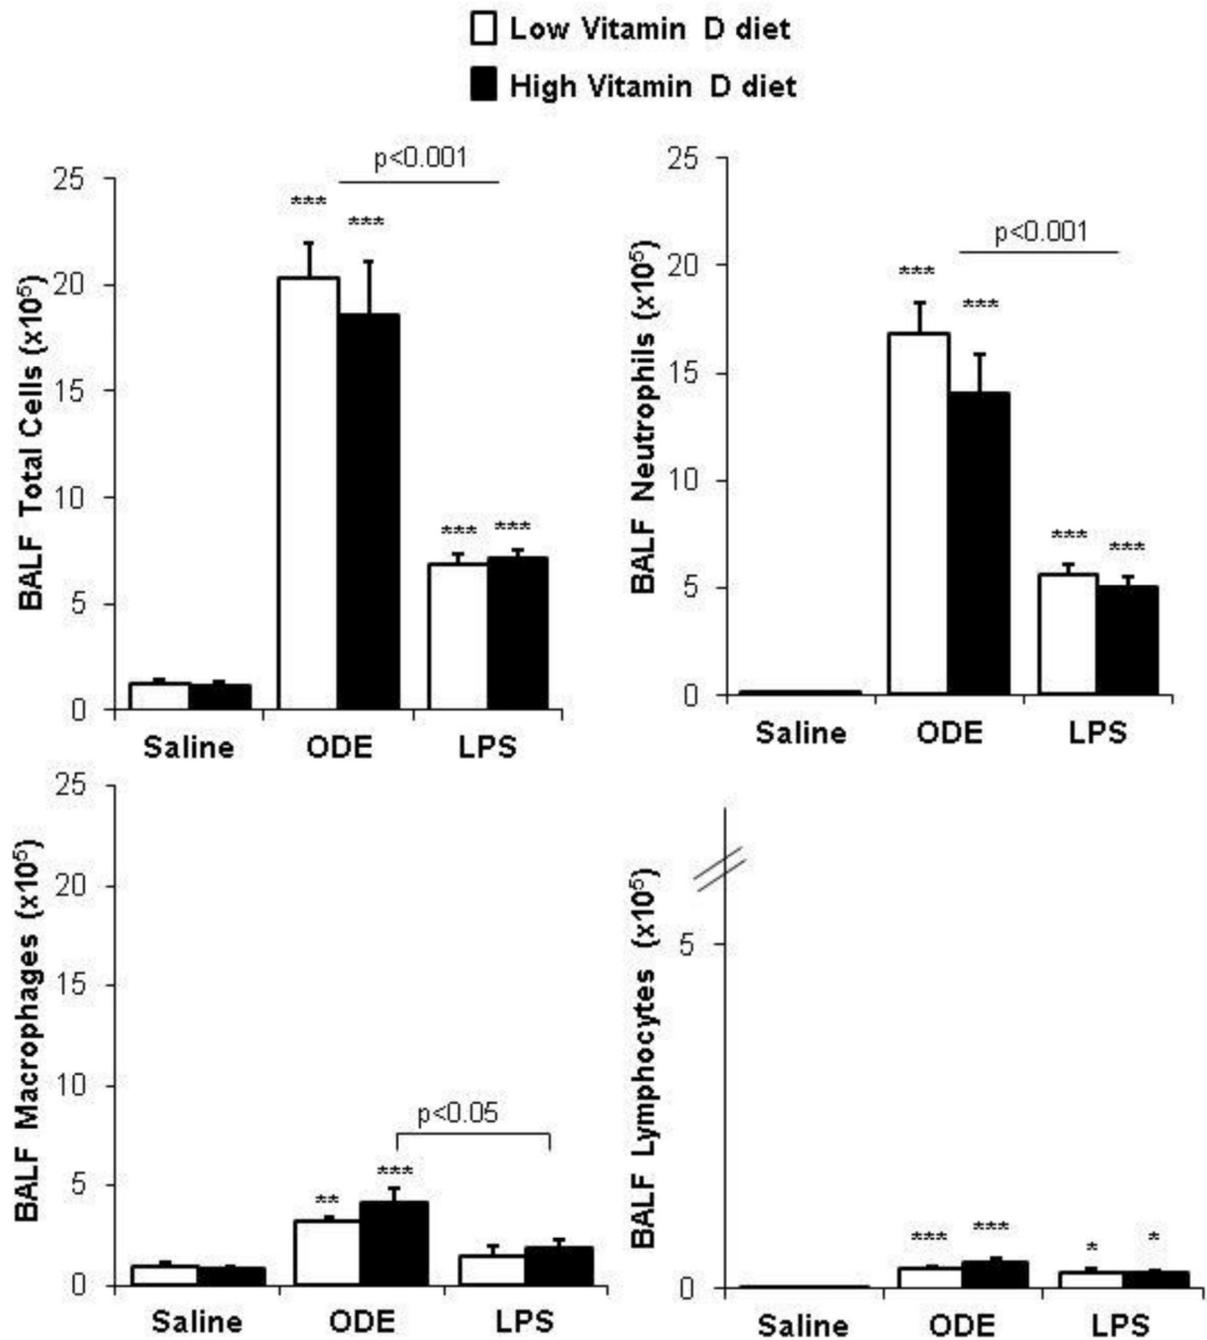 Low Vitamin D diet
High Vitamin D diet
BALF Total Cells (x10⁵)
25
20
15
10
5
0
p<0.001
***
***
***
***
Saline ODE LPS
BALF Neutrophils (x10⁵)
25
20
15
10
5
0
p<0.001
***
***
***
***
Saline ODE LPS
BALF Macrophages (x10⁵)
25
20
15
10
5
0
p<0.05
**
***
Saline ODE LPS
BALF Lymphocytes (x10⁵)
5
0
***
***
*
*
Saline ODE LPS